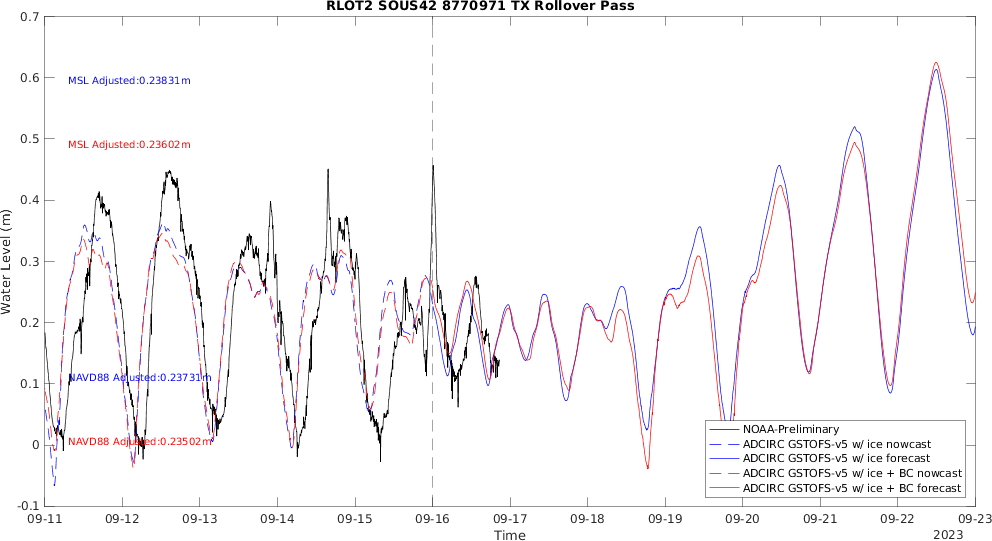 RLOT2 SOUS42 8770971 TX Rollover Pass
0.7
0.6
0.5
0.4
0.3
0.2
0.1
0
-0.1
Water Level (m)
MSL Adjusted:0.23831m
MSL Adjusted:0.23602m
NAVD88 Adjusted:0.23731m
NAVD88 Adjusted:0.23502m
NOAA-Preliminary
ADCIRC GSTOFS-v5 w/ ice nowcast
ADCIRC GSTOFS-v5 w/ ice forecast
ADCIRC GSTOFS-v5 w/ ice + BC nowcast
ADCIRC GSTOFS-v5 w/ ice + BC forecast
09-11 09-12 09-13 09-14 09-15 09-16 09-17 09-18 09-19 09-20 09-21 09-22 09-23
Time
2023